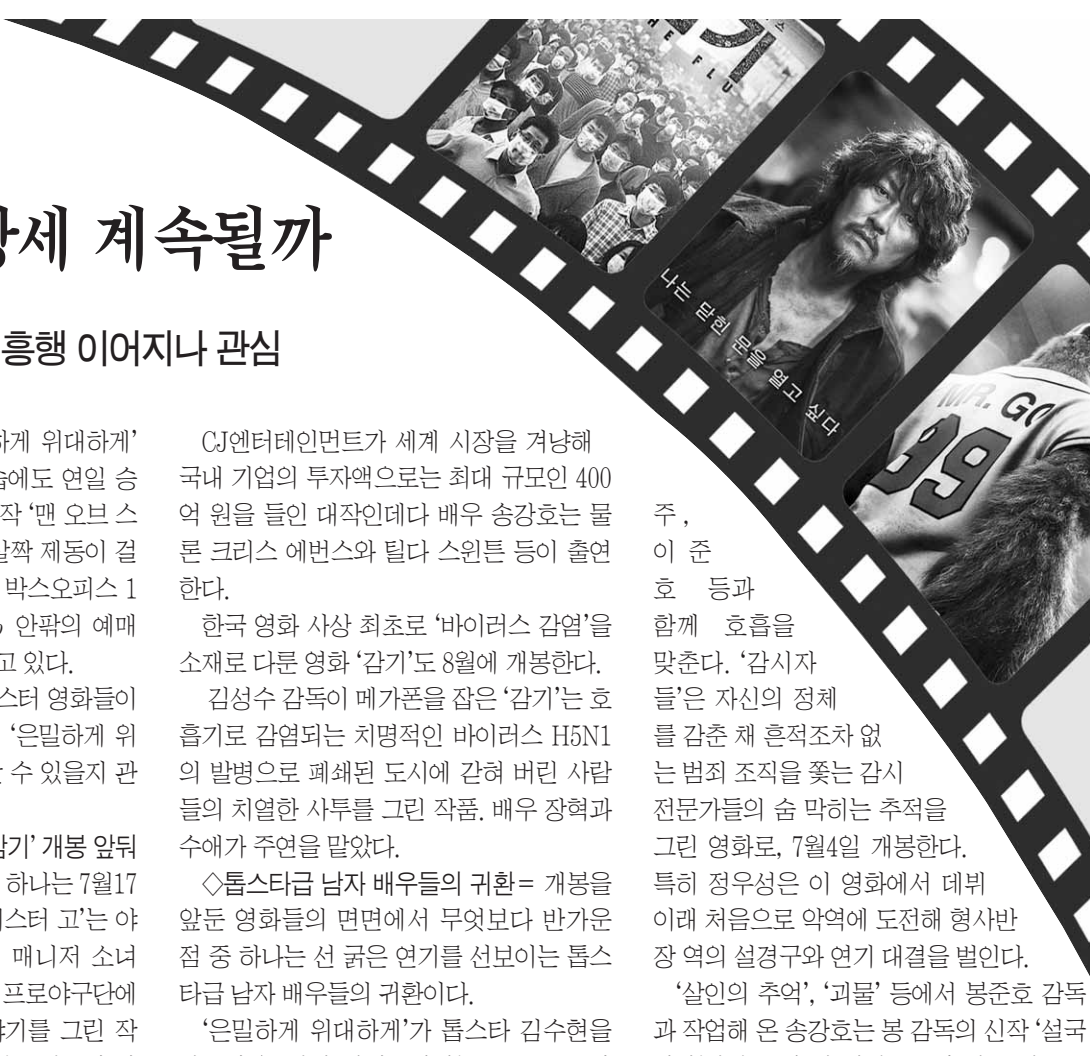 세 계속될까
흥행 이어지나 관심
하게 위대하게’
습에도 연일 승
작 ‘맨 오브 스
살짝 제동이 걸
박스오피스 1
안팎의 예매
고 있다.
스터 영화들이
‘은밀하게 위
수 있을지 관
감기’ 개봉 앞둬
하나는 7월17
미스터 고’는 야
매니저 소녀
프로야구단에
야기를 그린 작
CJ엔터테인먼트가 세계 시장을 겨냥해
국내 기업의 투자액으로는 최대 규모인 400
억 원을 들인 대작인데다 배우 송강호는 물
론 크리스 에번스와 틸다 스윈튼 등이 출연
한다.
한국 영화 사상 최초로 ‘바이러스 감염’을
소재로 다룬 영화 ‘감기’도 8월에 개봉한다.
김성수 감독이 메가폰을 잡은 ‘감기’는 호
흡기로 감염되는 치명적인 바이러스 H5N1
의 발병으로 폐쇄된 도시에 갇혀 버린 사람
들의 치열한 사투를 그린 작품. 배우 장혁과
수애가 주연을 맡았다.
◇톱스타급 남자 배우들의 귀환= 개봉을
앞둔 영화들의 면면에서 무엇보다 반가운
점 중 하나는 선 굵은 연기를 선보이는 톱스
타급 남자 배우들의 귀환이다.
‘은밀하게 위대하게’가 톱스타 김수현을
주,
이 준
호 등과
함께 호흡을
맞춘다. ‘감시자
들’은 자신의 정체
를 감춘 채 흔적조차 없
는 범죄 조직을 쫓는 감시
전문가들의 숨 막히는 추적을
그린 영화로, 7월4일 개봉한다.
특히 정우성은 이 영화에서 데뷔
이래 처음으로 악역에 도전해 형사반
장 역의 설경구와 연기 대결을 벌인다.
‘살인의 추억’, ‘괴물’ 등에서 봉준호 감독
과 작업해 온 송강호는 봉 감독의 신작 ‘설국
THE FLU
나는 닫힌 문을 열고 싶다
MR. GO
99